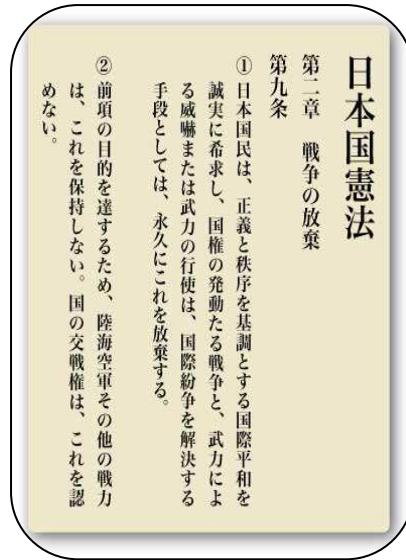 日本国憲法
第二章　戦争の放棄
第九条
①日本国民は、正義と秩序を基調とする国際平和を
誠実に希求し、国権の発動たる戦争と、武力によ
る威嚇または武力の行使は、国際紛争を解決する
手段としては、永久にこれを放棄する。
②前項の目的を達するため、陸海空軍その他の戦力
は、これを保持しない。国の交戦権は、これを認
めない。